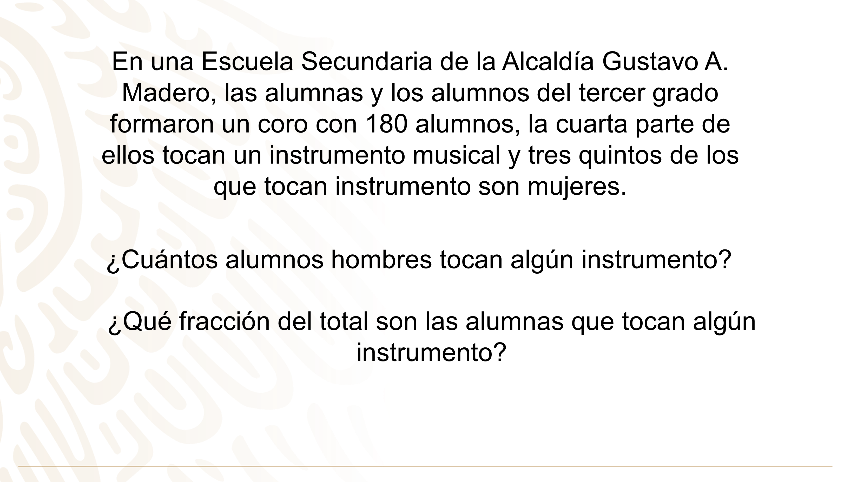 En una Escuela Secundaria de la Alcaldía Gustavo A.
Madero, las alumnas y los alumnos del tercer grado
formaron un coro con 180 alumnos, la cuarta parte de
ellos tocan un instrumento musical y tres quintos de los
que tocan instrumento son mujeres.
¿Cuántos alumnos hombres tocan algún instrumento?
¿Qué fracción del total son las alumnas que tocan algún
instrumento?